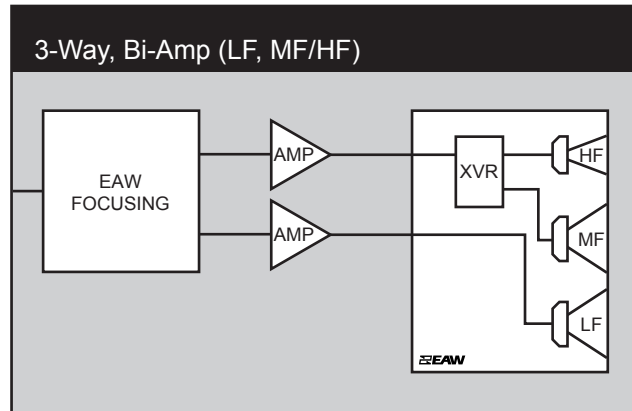 3-Way, Bi-Amp (LF, MF/HF)
EAW
FOCUSING
AMP
AMP
XVR
HF
MF
LF
EAW